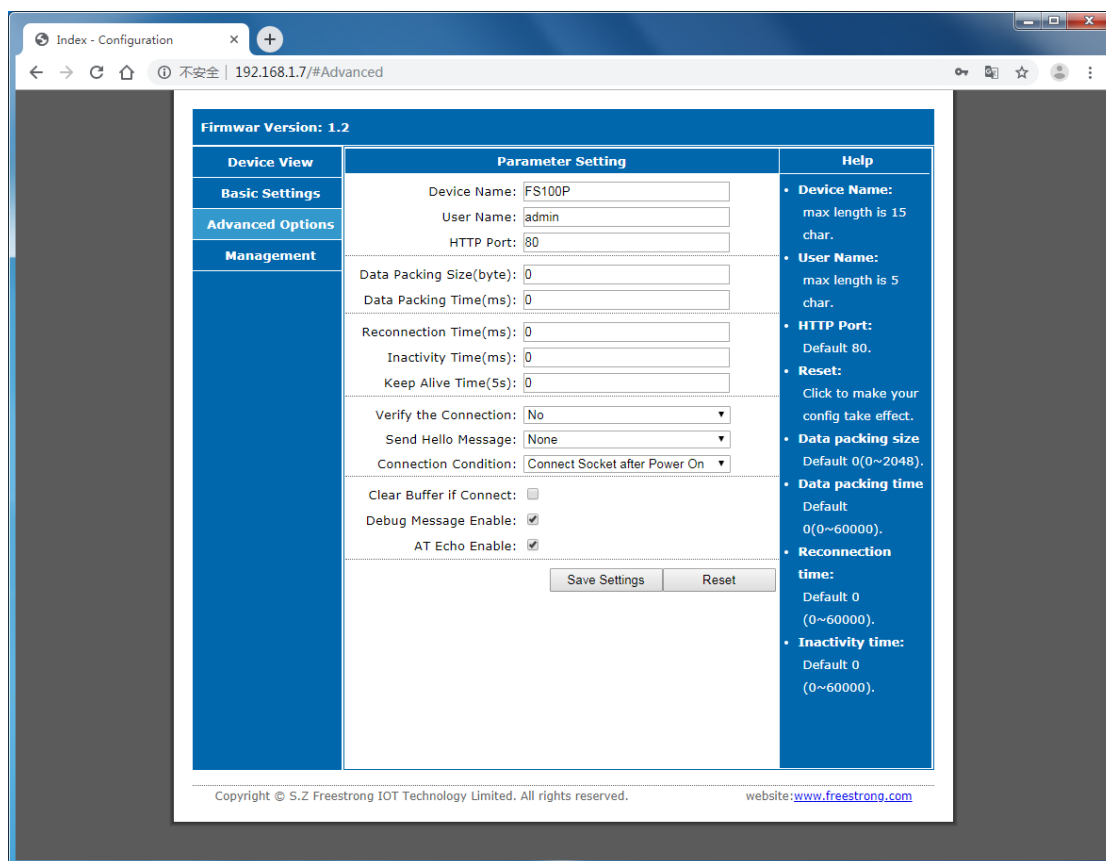 Index - Configuration
不安全 | 192.168.1.7/#Advanced
Firmwar Version: 1.2
Device View
Basic Settings
Advanced Options
Management
Parameter Setting
Device Name: FS100P
User Name: admin
HTTP Port: 80
Data Packing Size(byte): 0
Data Packing Time(ms): 0
Reconnection Time(ms): 0
Inactivity Time(ms): 0
Keep Alive Time(5s): 0
Verify the Connection: No
Send Hello Message: None
Connection Condition: Connect Socket after Power On
Clear Buffer if Connect:
Debug Message Enable:
AT Echo Enable:
Save Settings Reset
Help
• Device Name:
max length is 15
char.
• User Name:
max length is 5
char.
• HTTP Port:
Default 80.
• Reset:
Click to make your
config take effect.
• Data packing size
Default 0(0~2048).
• Data packing time
Default
0(0~60000).
• Reconnection
time:
Default 0
(0~60000).
• Inactivity time:
Default 0
(0~60000).
Copyright © S.Z Freestrong IOT Technology Limited. All rights reserved. website:www.freestrong.com